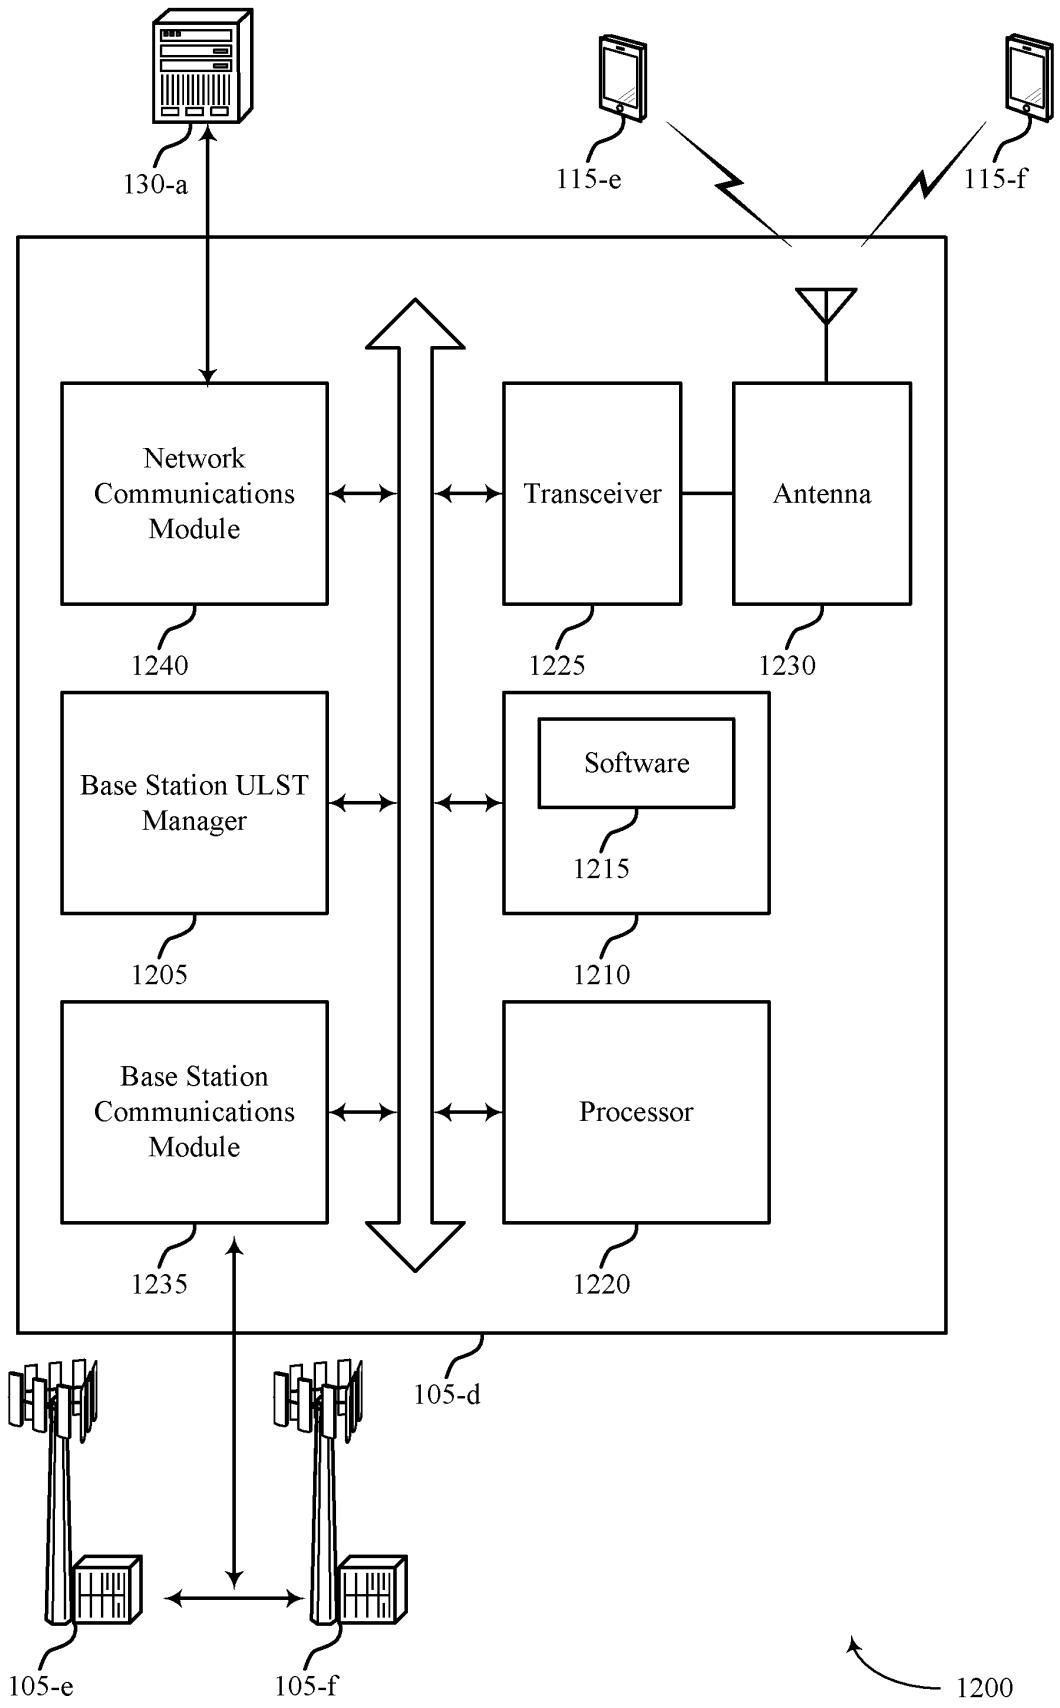 130-a
115-e
115-f
Network
Communications
Module
Transceiver
Antenna
1240
1225
1230
Base Station ULST
Manager
Software
1215
1205
1210
Base Station
Communications
Module
Processor
1235
1220
105-d
105-e
105-f
1200